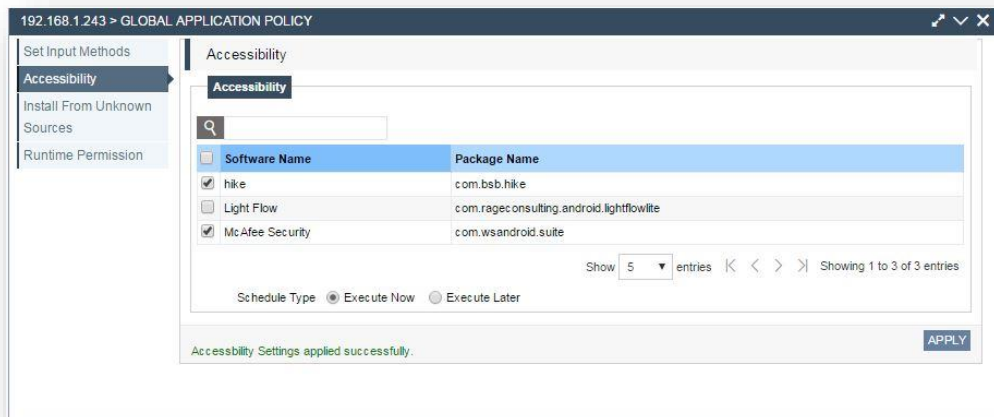 192.168.1.243 > GLOBAL APPLICATION POLICY
Set Input Methods
Accessibility
Install From Unknown
Sources
Runtime Permission
Accessibility
Accessibility
Software Name Package Name
hike com.bsb.hike
Light Flow com.rageconsulting.android.lightflowlite
McAfee Security com.wsandroid.suite
Show 5 entries Showing 1 to 3 of 3 entries
Schedule Type Execute Now Execute Later
Accessbility Settings applied successfully.
APPLY